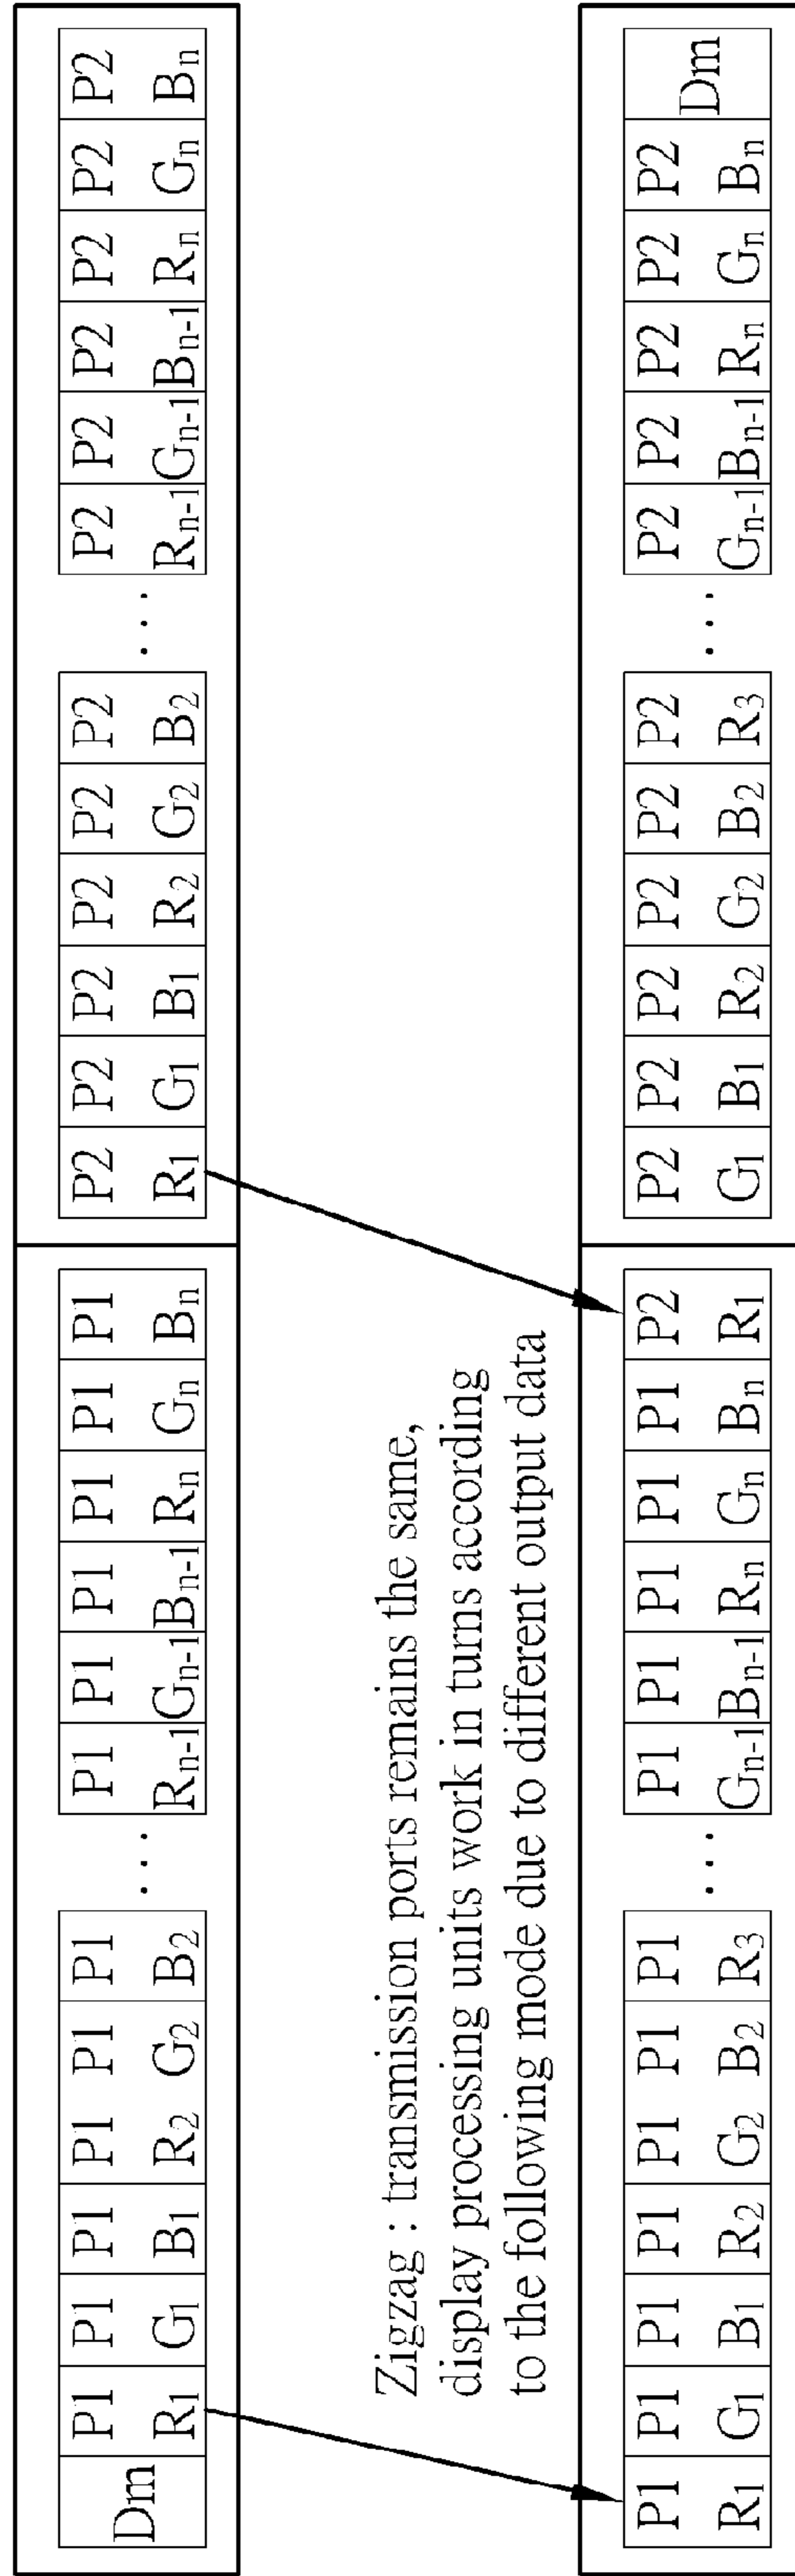 P1 P1 P1 P1 P1 P1 P1 P1 P1 P1 P1 P1 P2 P2 P2 P2 P2 P2 P2 P2 P2 P2 P2 P2
Dm R1 G1 B1 R2 G2 B2 ... Rn-1 Gn-1 Bn-1 Rn Gn Bn R1 G1 B1 R2 G2 B2 ... Rn-1 Gn-1 Bn-1 Rn Gn Bn
Zigzag : transmission ports remains the same,
display processing units work in turns according
to the following mode due to different output data
P1 P1 P1 P1 P1 P1 P1 P1 P1 P1 P1 P1 P2 P2 P2 P2 P2 P2 P2 P2 P2 P2 P2 P2
R1 G1 B1 R2 G2 B2 R3 ... Gn-1 Bn-1 Rn Gn Bn R1 G1 B1 R2 G2 B2 R3 ... Gn-1 Bn-1 Rn Gn Bn Dm